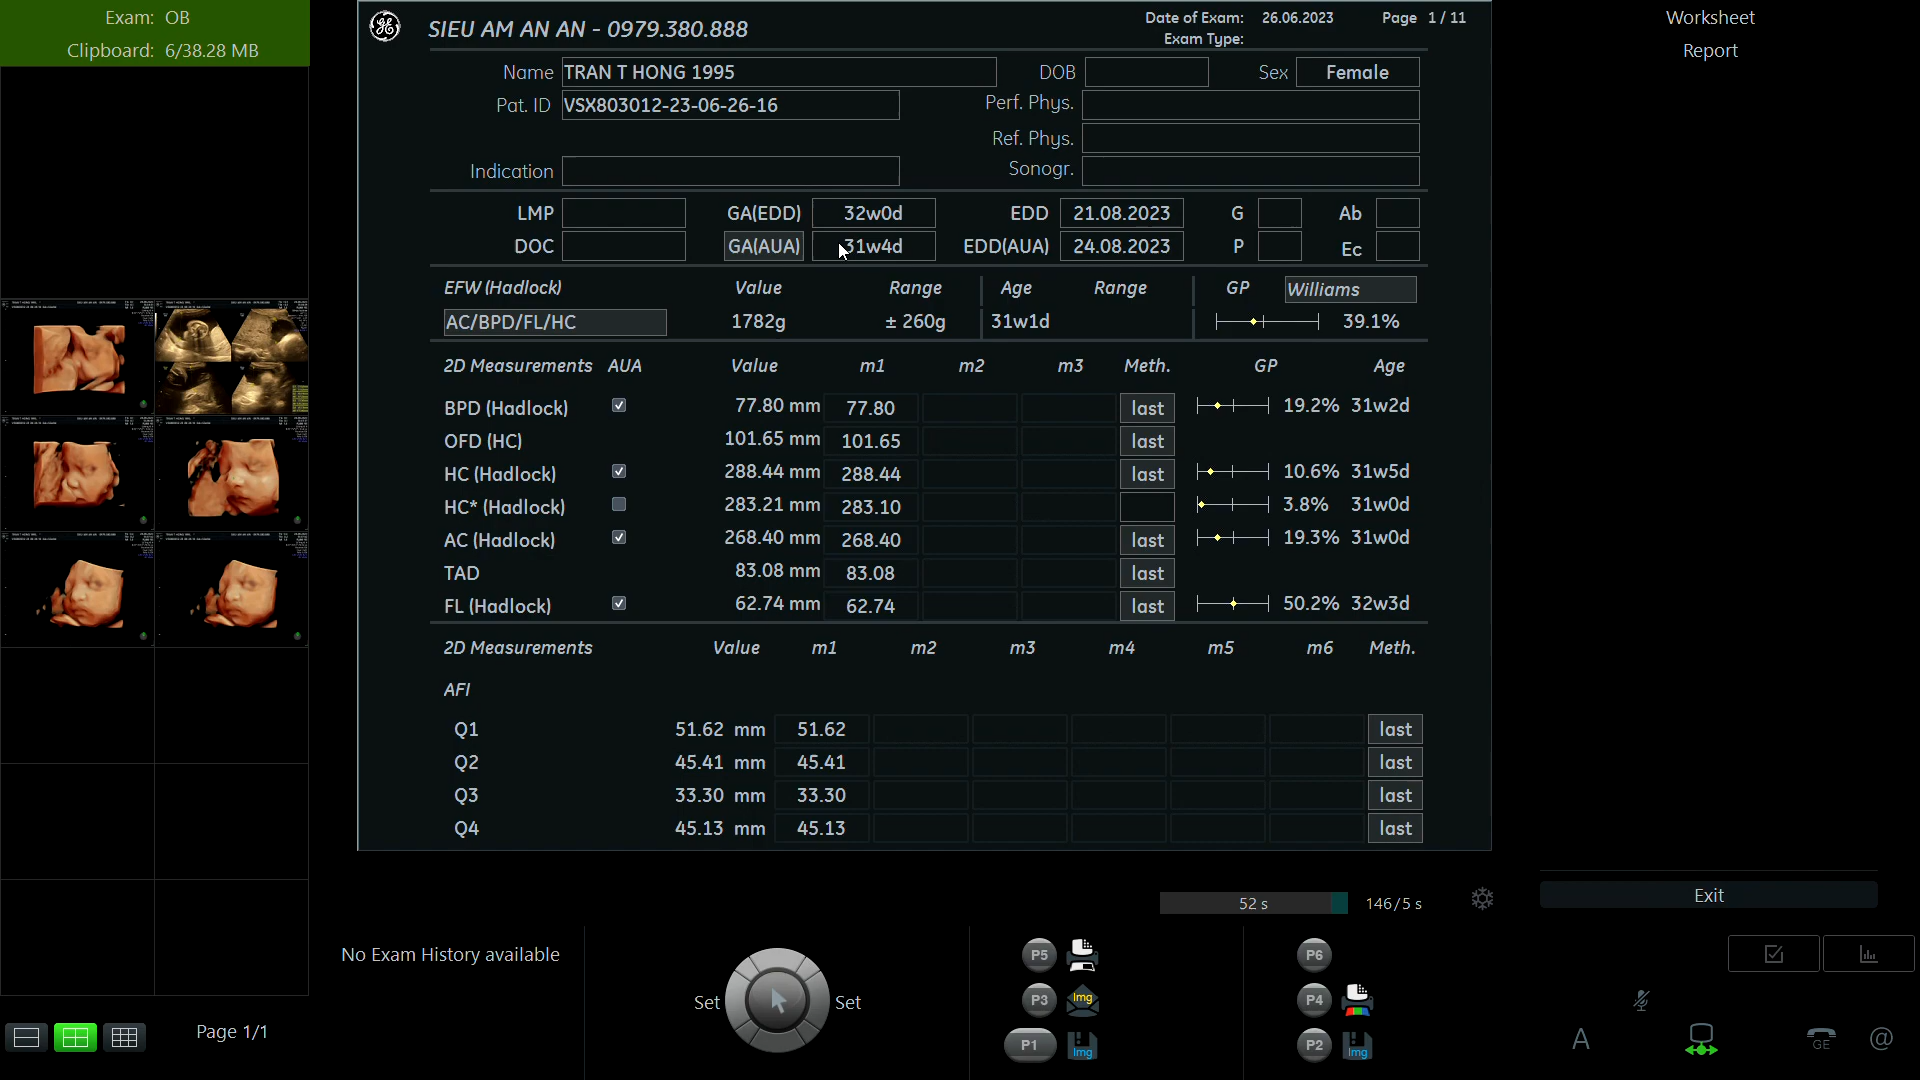 Exam: OB
Clipboard: 6/38.28 MB
SIEU AM AN AN - 0979.380.888
Date of Exam: 26.06.2023 Page 1 / 11
Exam Type:
Name TRAN T HONG 1995 DOB Sex Female
Pat. ID VSX803012-23-06-26-16 Perf. Phys.
Ref. Phys.
Indication Sonogr.
LMP GA(EDD) 32w0d EDD 21.08.2023 G Ab
DOC GA(AUA) 31w4d EDD(AUA) 24.08.2023 P Ec
EFW (Hadlock) Value Range Age Range GP Williams
AC/BPD/FL/HC 1782g ± 260g 31w1d 39.1%
2D Measurements AUA Value m1 m2 m3 Meth. GP Age
BPD (Hadlock) 77.80 mm 77.80 last 19.2% 31w2d
OFD (HC) 101.65 mm 101.65 last
HC (Hadlock) 288.44 mm 288.44 last 10.6% 31w5d
HC* (Hadlock) 283.21 mm 283.10 3.8% 31w0d
AC (Hadlock) 268.40 mm 268.40 last 19.3% 31w0d
TAD 83.08 mm 83.08 last
FL (Hadlock) 62.74 mm 62.74 last 50.2% 32w3d
2D Measurements Value m1 m2 m3 m4 m5 m6 Meth.
AFI
Q1 51.62 mm 51.62 last
Q2 45.41 mm 45.41 last
Q3 33.30 mm 33.30 last
Q4 45.13 mm 45.13 last
Worksheet
Report
52 s 146/5 s
Exit
No Exam History available
Set Set
P5 P6
P3 Img P4
P1 Img P2 Img
A GE @
Page 1/1